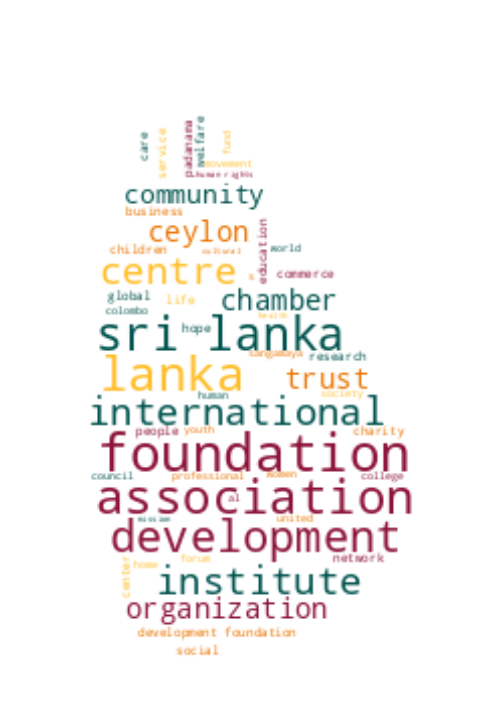 care
service
padanama
welfare
fund
movement
human rights
community
business
ceylon
education
children
cultural
world
centre
a
commerce
global
life
chamber
colombo
health
sri lanka
hope
sangamaya
research
lanka
trust
human
society
international
people
youth
charity
foundation
council
professional
women
college
association
al
mission
united
development
center
home
forum
network
institute
organization
development foundation
social